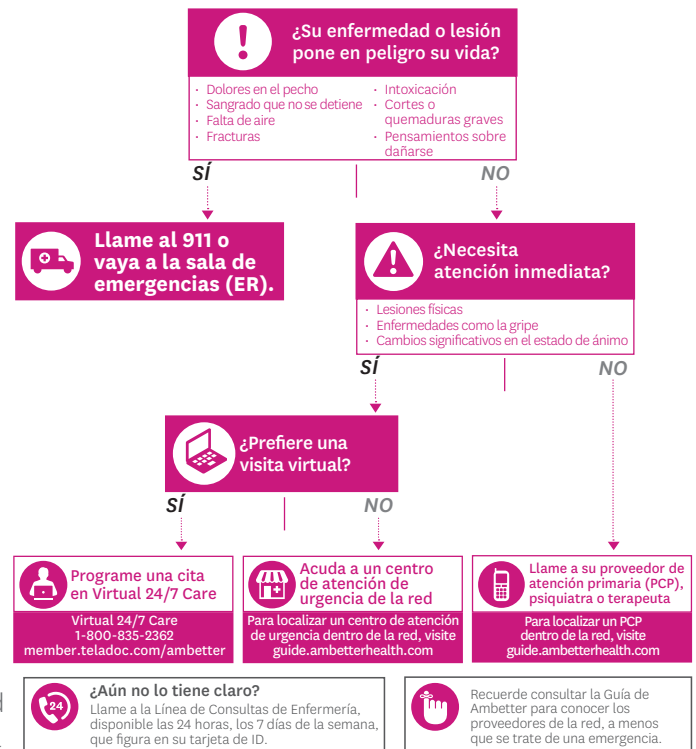 ¿Su enfermedad o lesión
pone en peligro su vida?
· Dolores en el pecho
· Sangrado que no se detiene
· Falta de aire
· Fracturas
· Intoxicación
· Cortes o
quemaduras graves
· Pensamientos sobre
dañarse
SÍ
NO
Llame al 911 o
vaya a la sala de
emergencias (ER).
¿Necesita
atención inmediata?
· Lesiones físicas
· Enfermedades como la gripe
· Cambios significativos en el estado de ánimo
SÍ
NO
¿Prefiere una
visita virtual?
SÍ
NO
Programe una cita
en Virtual 24/7 Care
Virtual 24/7 Care
1-800-835-2362
member.teladoc.com/ambetter
Acuda a un centro
de atención de
urgencia de la red
Para localizar un centro de atención
de urgencia dentro de la red, visite
guide.ambetterhealth.com
Llame a su proveedor de
atención primaria (PCP),
psiquiatra o terapeuta
Para localizar un PCP
dentro de la red, visite
guide.ambetterhealth.com
24
¿Aún no lo tiene claro?
Llame a la Línea de Consultas de Enfermería,
disponible las 24 horas, los 7 días de la semana,
que figura en su tarjeta de ID.
Recuerde consultar la Guía de
Ambetter para conocer los
proveedores de la red, a menos
que se trate de una emergencia.